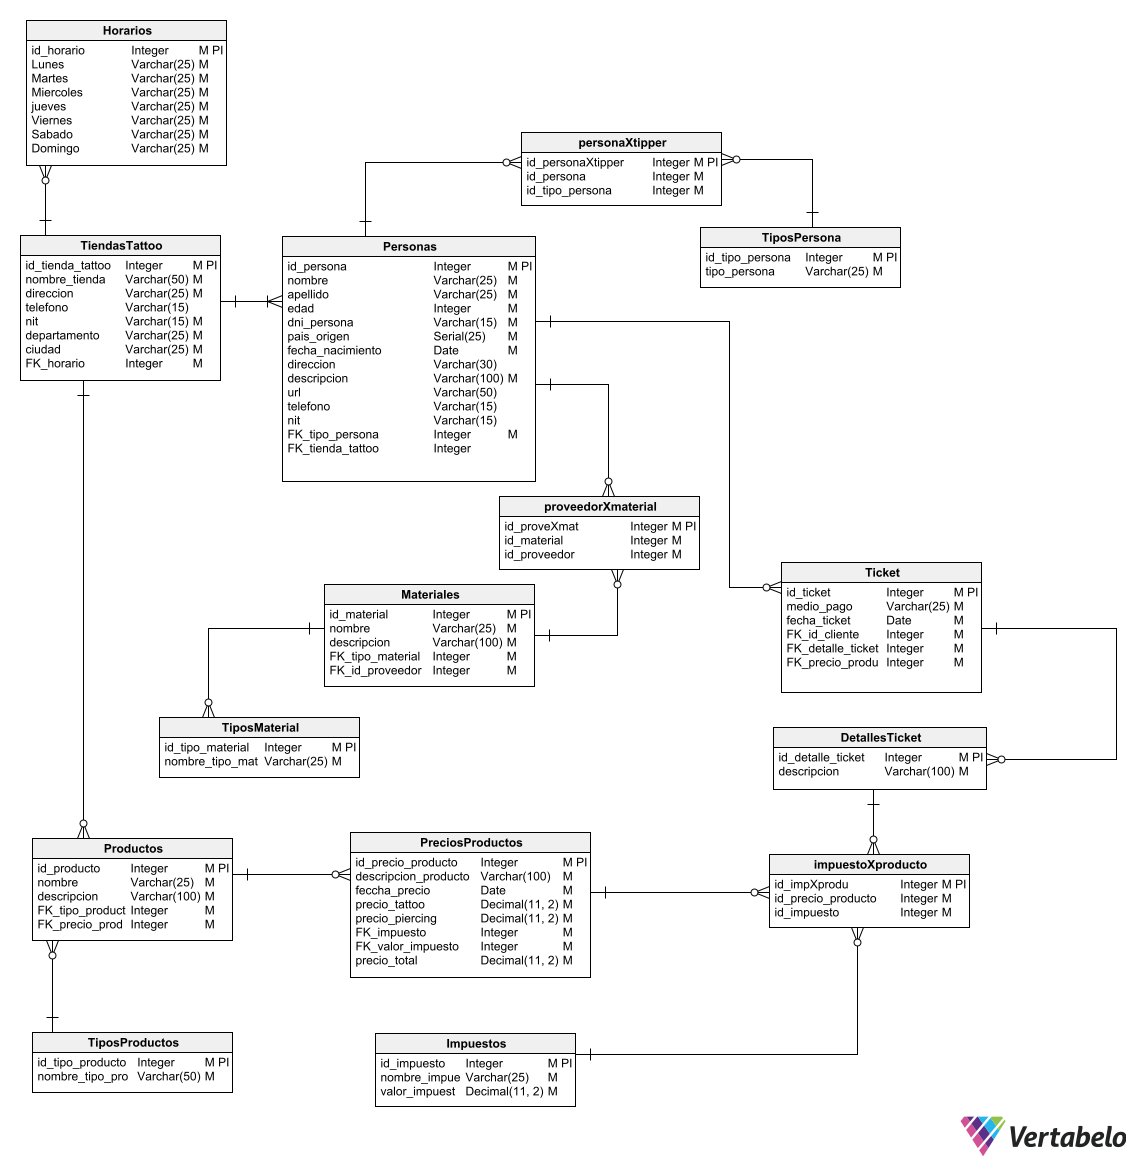 Horarios
id_horario Integer M PI
Lunes Varchar(25) M
Martes Varchar(25) M
Miercoles Varchar(25) M
jueves Varchar(25) M
Viernes Varchar(25) M
Sabado Varchar(25) M
Domingo Varchar(25) M
personaXtipper
id_personaXtipper Integer M PI
id_persona Integer M
id_tipo_persona Integer M
TiposPersona
id_tipo_persona Integer M PI
tipo_persona Varchar(25) M
TiendasTattoo
id_tienda_tattoo Integer M PI
nombre_tienda Varchar(50) M
direccion Varchar(25) M
telefono Varchar(15)
nit Varchar(15) M
departamento Varchar(25) M
ciudad Varchar(25) M
FK_horario Integer M
Personas
id_persona Integer M PI
nombre Varchar(25) M
apellido Varchar(25) M
edad Integer M
dni_persona Varchar(15) M
pais_origen Serial(25) M
fecha_nacimiento Date M
direccion Varchar(30)
descripcion Varchar(100) M
url Varchar(50)
telefono Varchar(15)
nit Varchar(15)
FK_tipo_persona Integer M
FK_tienda_tattoo Integer
proveedorXmaterial
id_proveXmat Integer M PI
id_material Integer M
id_proveedor Integer M
Ticket
id_ticket Integer M PI
medio_pago Varchar(25) M
fecha_ticket Date M
FK_id_cliente Integer M
FK_detalle_ticket Integer M
FK_precio_produ Integer M
Materiales
id_material Integer M PI
nombre Varchar(25) M
descripcion Varchar(100) M
FK_tipo_material Integer M
FK_id_proveedor Integer M
TiposMaterial
id_tipo_material Integer M PI
nombre_tipo_mat Varchar(25) M
DetallesTicket
id_detalle_ticket Integer M PI
descripcion Varchar(100) M
Productos
id_producto Integer M PI
nombre Varchar(25) M
descripcion Varchar(100) M
FK_tipo_product Integer M
FK_precio_prod Integer M
PreciosProductos
id_precio_producto Integer M PI
descripcion_producto Varchar(100) M
feccha_precio Date M
precio_tattoo Decimal(11, 2) M
precio_piercing Decimal(11, 2) M
FK_impuesto Integer M
FK_valor_impuesto Integer M
precio_total Decimal(11, 2) M
impuestoXproducto
id_impXprodu Integer M PI
id_precio_producto Integer M
id_impuesto Integer M
TiposProductos
id_tipo_producto Integer M PI
nombre_tipo_pro Varchar(50) M
Impuestos
id_impuesto Integer M PI
nombre_impue Varchar(25) M
valor_impuest Decimal(11, 2) M
Vertabelo